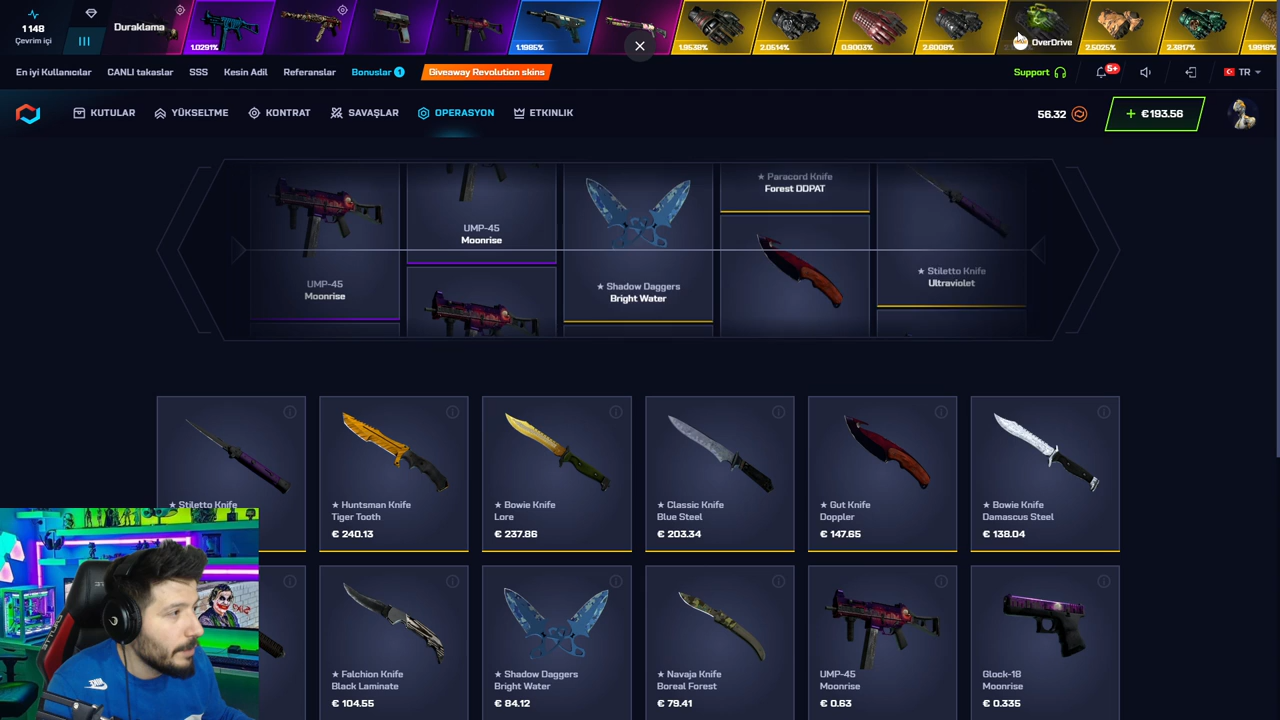 1 148
Çevrim içi
Duraklama
1.0291%
1.1985%
1.9538%
2.0514%
0.9003%
2.6008%
OverDrive
2.5025%
2.3817%
1.9918%
En iyi Kullanıcılar
CANLI takaslar
SSS
Kesin Adil
Referanslar
Bonuslar 1
Giveaway Revolution skins
Support
5+
TR
KUTULAR
YÜKSELTME
KONTRAT
SAVAŞLAR
OPERASYON
ETKINLIK
56.32
+ €193.56
UMP-45
Moonrise
UMP-45
Moonrise
★ Shadow Daggers
Bright Water
★ Paracord Knife
Forest DDPAT
★ Stiletto Knife
Ultraviolet
★ Stiletto Knife
★ Huntsman Knife
Tiger Tooth
€ 240.13
★ Bowie Knife
Lore
€ 237.86
★ Classic Knife
Blue Steel
€ 203.34
★ Gut Knife
Doppler
€ 147.65
★ Bowie Knife
Damascus Steel
€ 138.04
★ Falchion Knife
Black Laminate
€ 104.55
★ Shadow Daggers
Bright Water
€ 84.12
★ Navaja Knife
Boreal Forest
€ 79.41
UMP-45
Moonrise
€ 0.63
Glock-18
Moonrise
€ 0.335